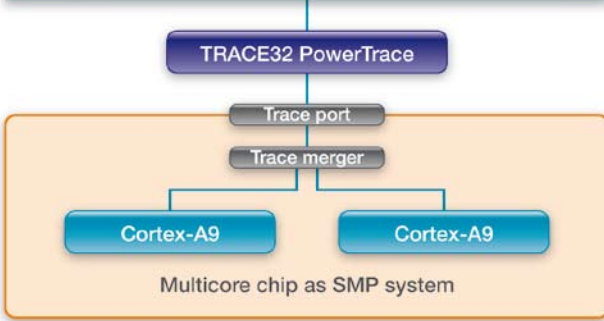 TRACE32 PowerTrace
Trace port
Trace merger
Cortex-A9 Cortex-A9
Multicore chip as SMP system